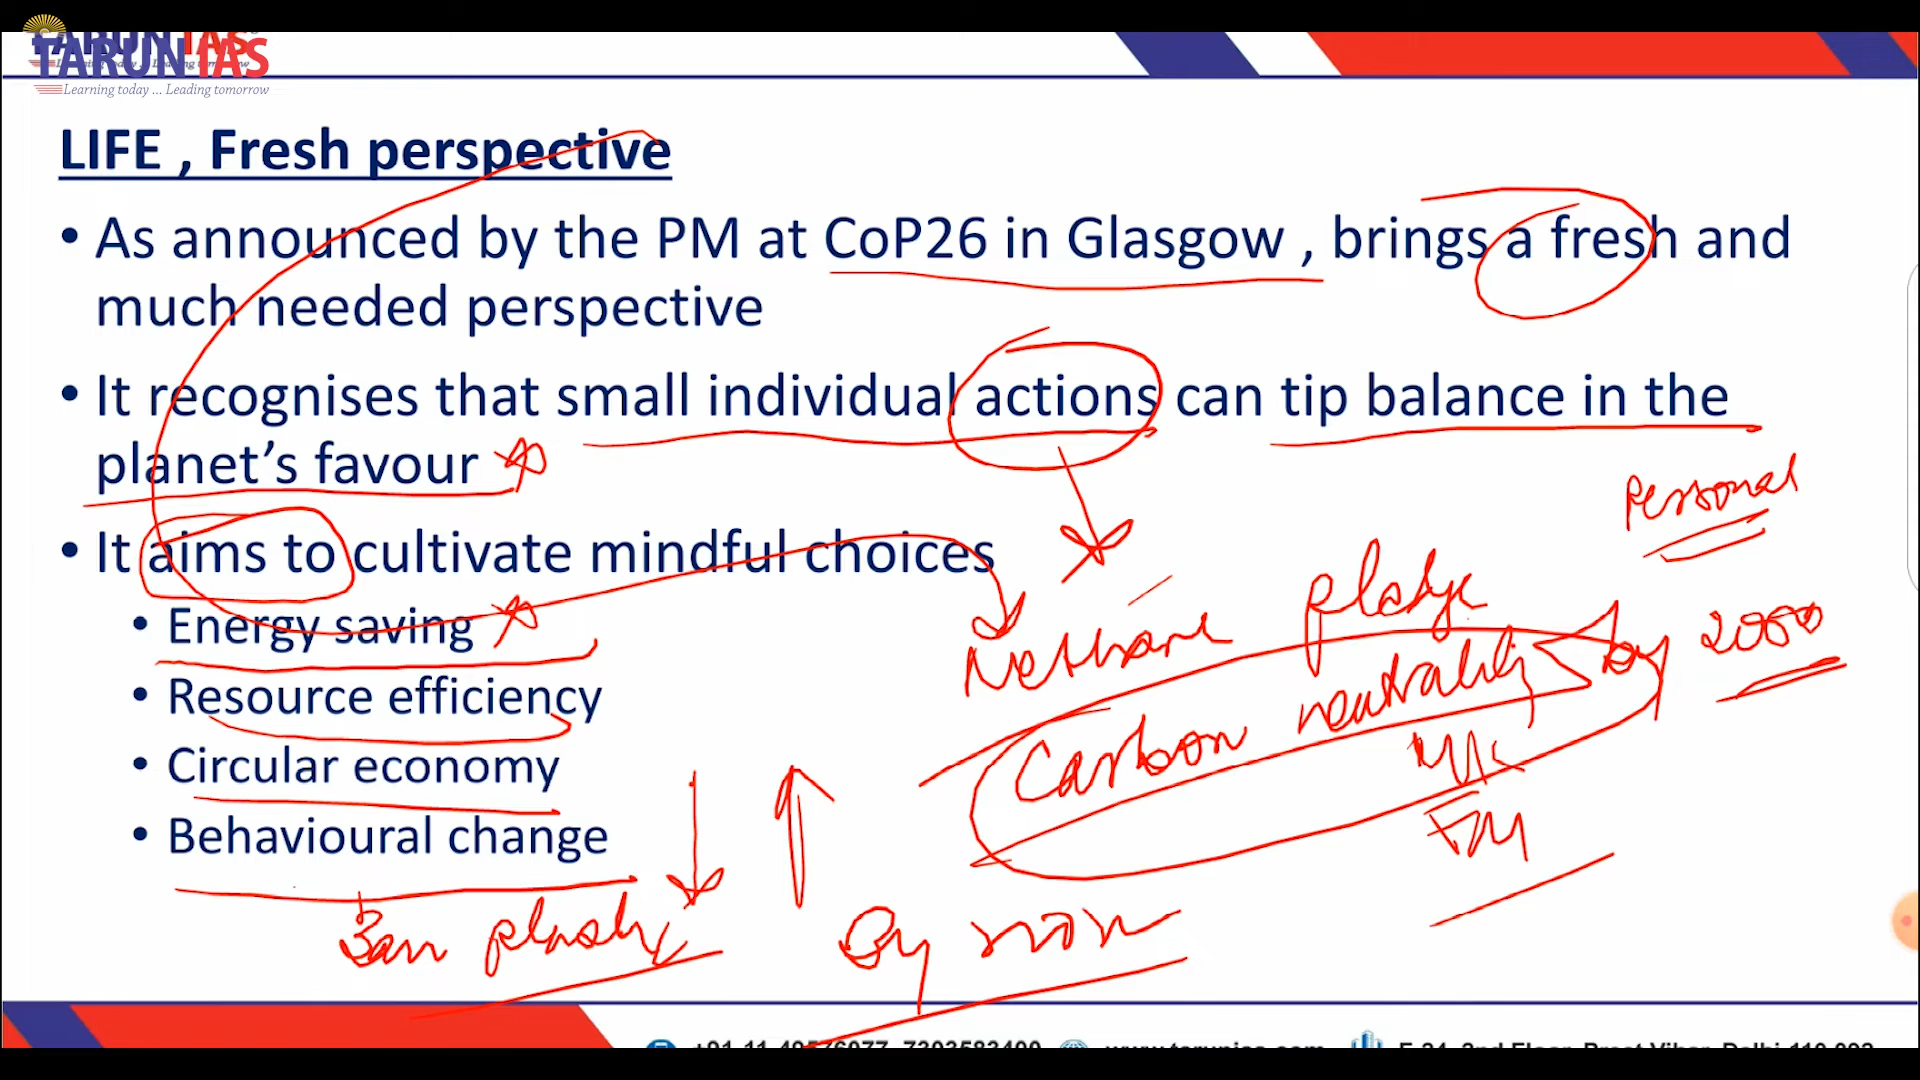 TARUN IAS
Learning today ... Leading tomorrow
LIFE , Fresh perspective
• As announced by the PM at CoP26 in Glasgow , brings a fresh and
much needed perspective
• It recognises that small individual actions can tip balance in the
planet's favour
Personal
• It aims to cultivate mindful choices
• Energy saving
Methane pledge
• Resource efficiency
Carbon neutrality by
• Circular economy
• Behavioural change
Ban plastic